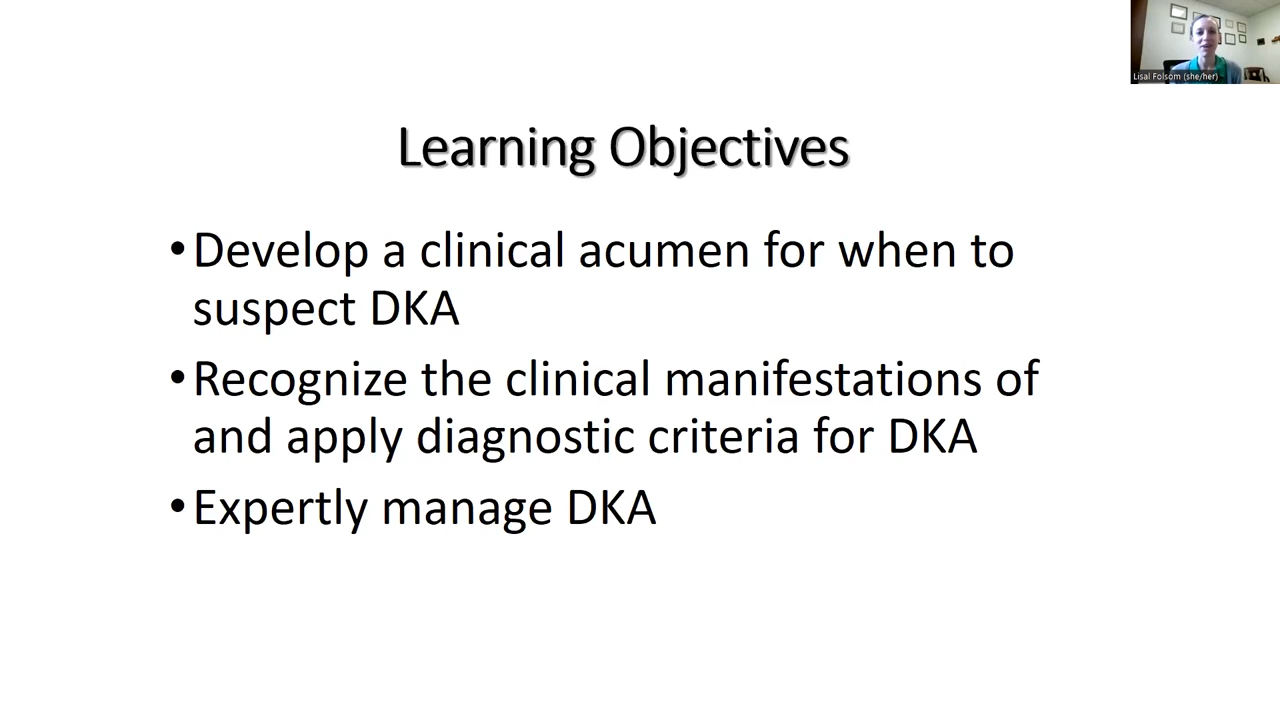 Lisal Folsom (she/her)
Learning Objectives
•Develop a clinical acumen for when to
suspect DKA
•Recognize the clinical manifestations of
and apply diagnostic criteria for DKA
•Expertly manage DKA